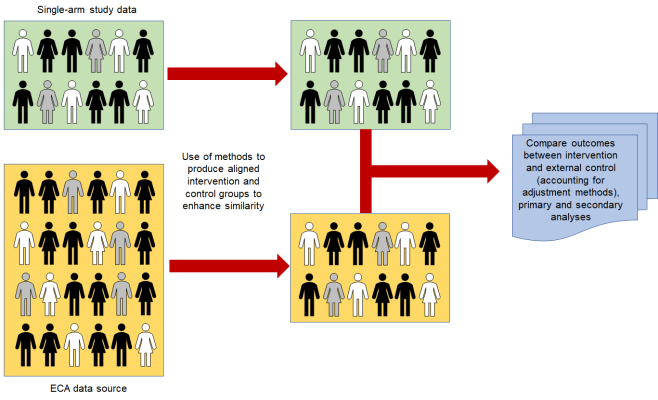 Single-arm study data
Use of methods to
produce aligned
intervention and
control groups to
enhance similarity
Compare outcomes
between intervention
and external control
(accounting for
adjustment methods),
primary and secondary
analyses
ECA data source